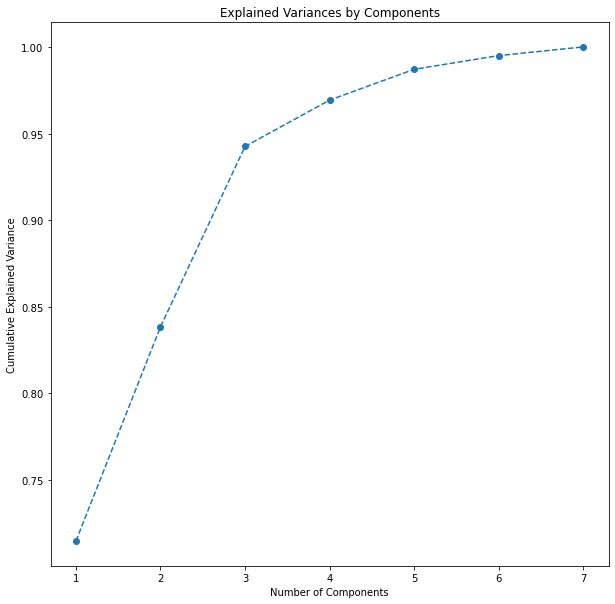 Explained Variances by Components
Cumulative Explained Variance
1.00
0.95
0.90
0.85
0.80
0.75
1 2 3 4 5 6 7
Number of Components